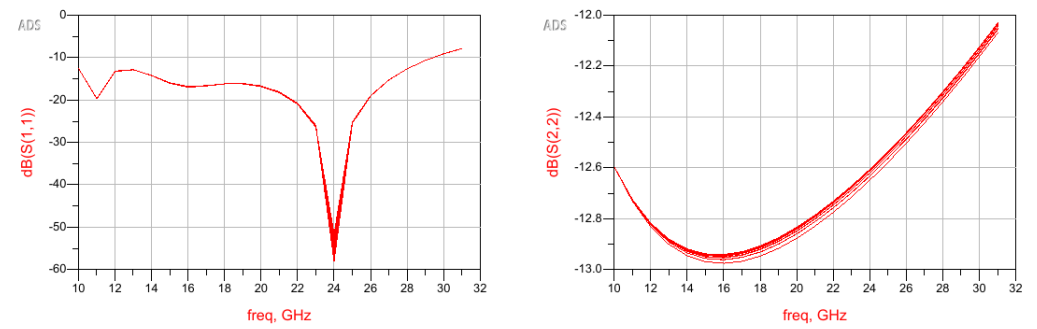 ADS
0
-10
-20
-30
-40
-50
-60
10 12 14 16 18 20 22 24 26 28 30 32
dB(S(1,1))
freq, GHz
ADS
-12.0
-12.2
-12.4
-12.6
-12.8
-13.0
10 12 14 16 18 20 22 24 26 28 30 32
dB(S(2,2))
freq, GHz